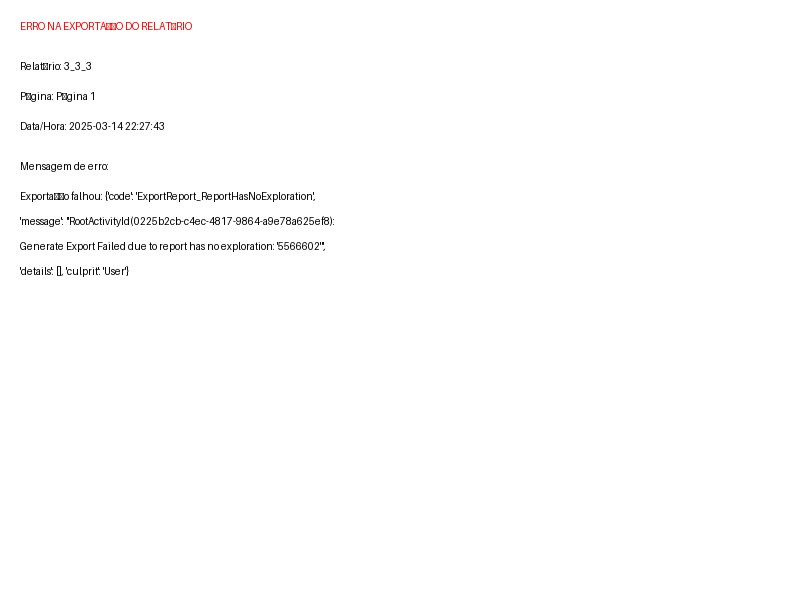 ERRO NA EXPORTA▯▯O DO RELAT▯RIO
Relat▯rio: 3_3_3
P▯gina: P▯gina 1
Data/Hora: 2025-03-14 22:27:43
Mensagem de erro:
Exporta▯▯o falhou: {'code': 'ExportReport_ReportHasNoExploration',
'message': "RootActivityId(0225b2cb-c4ec-4817-9864-a9e78a625ef8):
Generate Export Failed due to report has no exploration: '5566602'",
'details': [], 'culprit': 'User'}